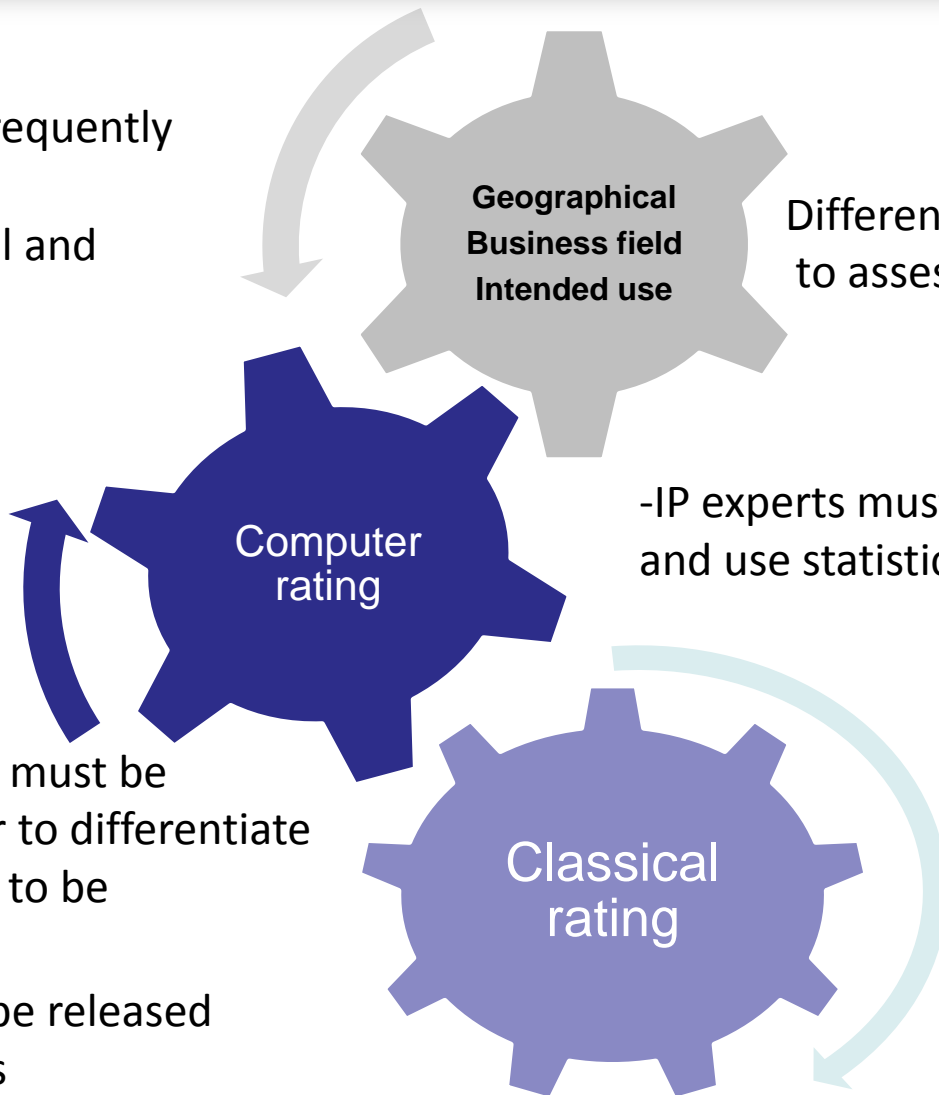 requently
l and
Geographical
Business field
Intended use
Differen
to asses
Computer
rating
-IP experts mus
and use statistic
must be
r to differentiate
to be
be released
s
Classical
rating